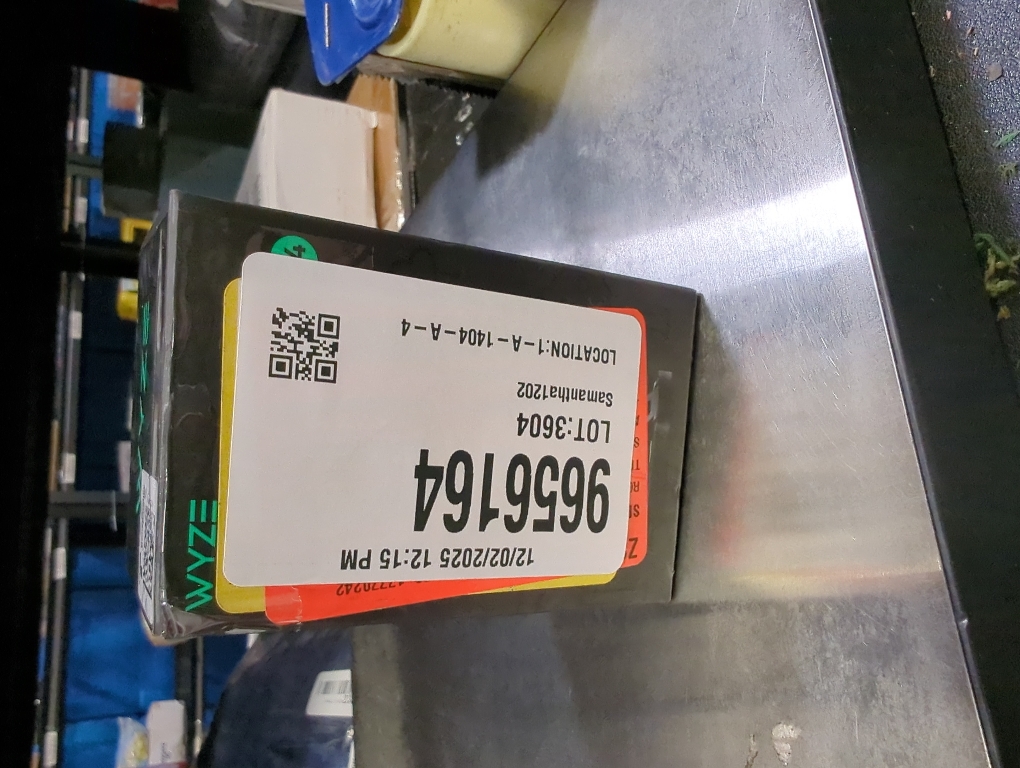 12/02/2025 12:15 PM
9656164
LOT:3604
Samantha1202
LOCATION:1-A-1404-A-4
WYZE